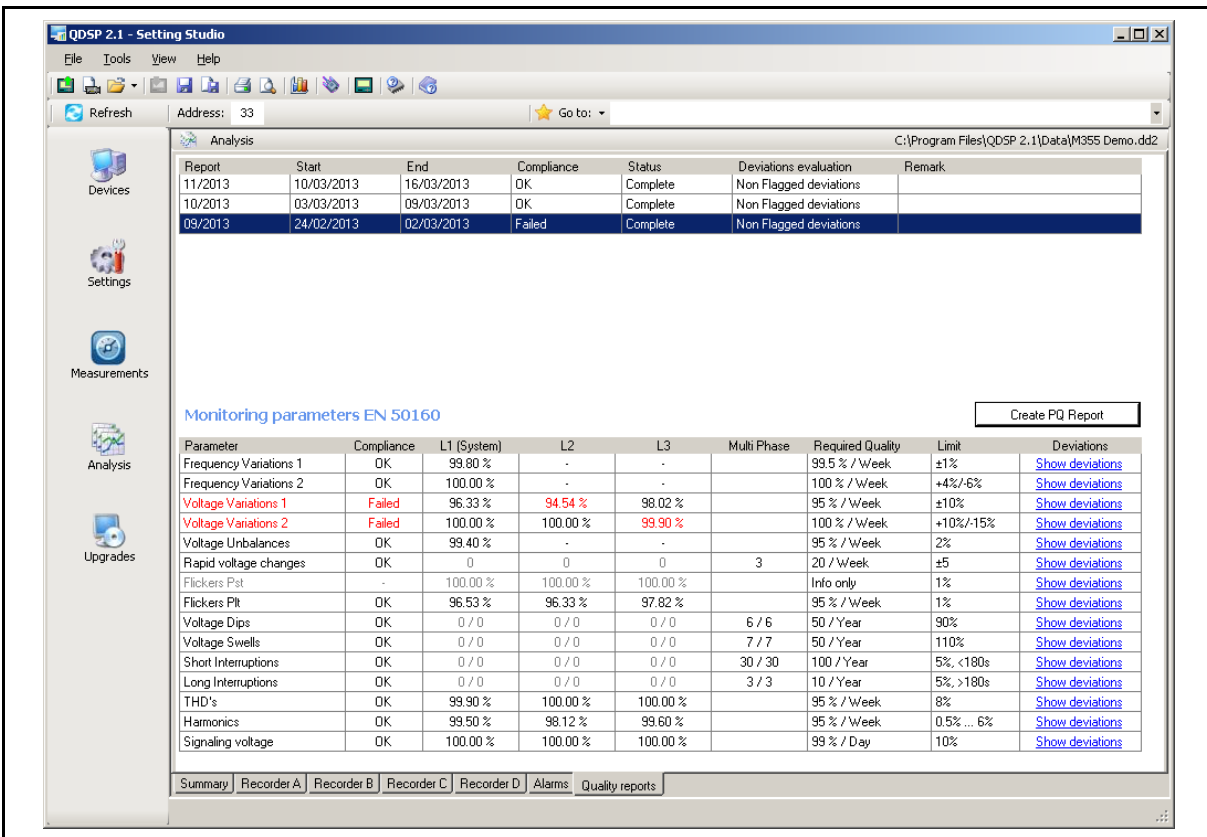 QDSP 2.1 - Setting Studio
File Tools View Help
Refresh Address: 33 Go to:
Analysis C:\Program Files\QDSP 2.1\Data\M355 Demo.dd2
Devices
Settings
Measurements
Analysis
Upgrades
Report Start End Compliance Status Deviations evaluation Remark
11/2013 10/03/2013 16/03/2013 OK Complete Non Flagged deviations
10/2013 03/03/2013 09/03/2013 OK Complete Non Flagged deviations
09/2013 24/02/2013 02/03/2013 Failed Complete Non Flagged deviations
Monitoring parameters EN 50160 Create PQ Report
Parameter Compliance L1 (System) L2 L3 Multi Phase Required Quality Limit Deviations
Frequency Variations 1 OK 99.80 % - - 99.5 % / Week ±1% Show deviations
Frequency Variations 2 OK 100.00 % - - 100 % / Week +4%/-6% Show deviations
Voltage Variations 1 Failed 96.33 % 94.54 % 98.02 % 95 % / Week ±10% Show deviations
Voltage Variations 2 Failed 100.00 % 100.00 % 99.90 % 100 % / Week +10%/-15% Show deviations
Voltage Unbalances OK 99.40 % - - 95 % / Week 2% Show deviations
Rapid voltage changes OK 0 0 0 3 20 / Week ±5 Show deviations
Flickers Pst - 100.00 % 100.00 % 100.00 % Info only 1% Show deviations
Flickers Plt OK 96.53 % 96.33 % 97.82 % 95 % / Week 1% Show deviations
Voltage Dips OK 0 / 0 0 / 0 0 / 0 6 / 6 50 / Year 90% Show deviations
Voltage Swells OK 0 / 0 0 / 0 0 / 0 7 / 7 50 / Year 110% Show deviations
Short Interruptions OK 0 / 0 0 / 0 0 / 0 30 / 30 100 / Year 5%, <180s Show deviations
Long Interruptions OK 0 / 0 0 / 0 0 / 0 3 / 3 10 / Year 5%, >180s Show deviations
THD's OK 99.90 % 100.00 % 100.00 % 95 % / Week 8% Show deviations
Harmonics OK 99.50 % 98.12 % 99.60 % 95 % / Week 0.5% ... 6% Show deviations
Signaling voltage OK 100.00 % 100.00 % 100.00 % 99 % / Day 10% Show deviations
Summary Recorder A Recorder B Recorder C Recorder D Alarms Quality reports